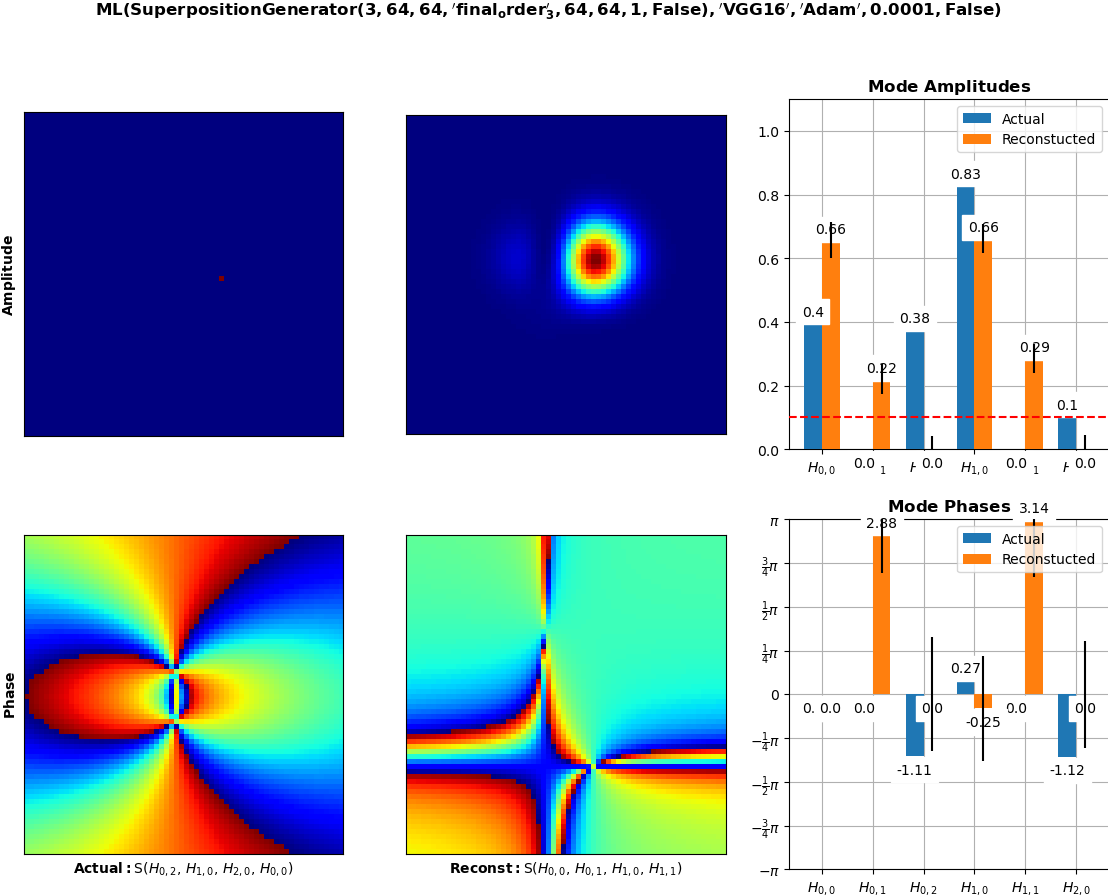 ML(SuperpositionGenerator(3, 64, 64, ′final_order′_3, 64, 64, 1, False), ′VGG16′, ′Adam′, 0.0001, False)
Amplitude
Mode Amplitudes
Actual
Reconstucted
1.0
0.8
0.6
0.4
0.2
0.0
0.4
0.66
0.22
0.38
0.0
0.83
0.66
0.29
0.1
0.0
H0, 0
0.0
1
H1, 0
0.0
1
Phase
Actual: S(H0, 2, H1, 0, H2, 0, H0, 0)
Reconst: S(H0, 0, H0, 1, H1, 0, H1, 1)
Mode Phases
Actual
Reconstucted
π
3/4π
1/2π
1/4π
0
−1/4π
−1/2π
−3/4π
−π
0.0
0.0
2.88
-1.11
0.0
0.27
-0.25
0.0
3.14
-1.12
0.0
H0, 0
H0, 1
H0, 2
H1, 0
H1, 1
H2, 0